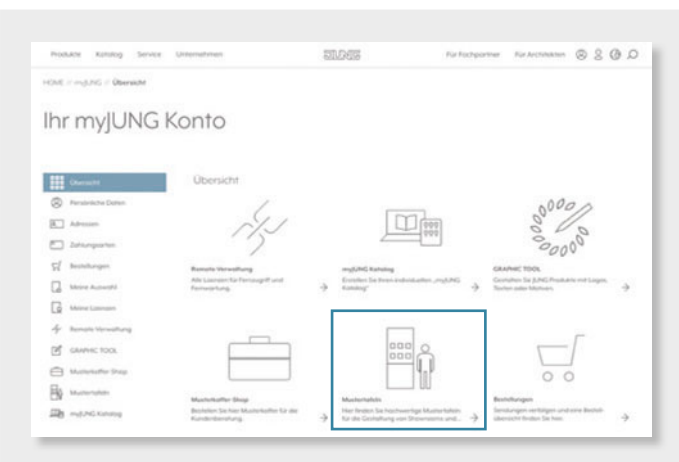 Produkte Katalog Service Unternehmen
JUNG
Für Fachpartner Für Architekten
HOME // myJUNG // Übersicht
Ihr myJUNG Konto
Übersicht
Persönliche Daten
Adressen
Zahlungsarten
Bestellungen
Meine Auswahl
Meine Lizenzen
Remote Verwaltung
GRAPHIC TOOL
Musterkoffer Shop
Mustertafeln
myJUNG Katalog
Übersicht
Remote Verwaltung
Alle Lizenzen für Fernzugriff und
Fernwartung.
myJUNG Katalog
Erstellen Sie Ihren individuellen „myJUNG
Katalog“
GRAPHIC TOOL
Gestalten Sie JUNG Produkte mit Logos,
Texten oder Motiven.
Musterkoffer Shop
Bestellen Sie hier Musterkoffer für die
Kundenberatung.
Mustertafeln
Hier finden Sie hochwertige Mustertafeln
für die Gestaltung von Showrooms und...
Bestellungen
Sendungen verfolgen und eine Bestell-
übersicht finden Sie hier.